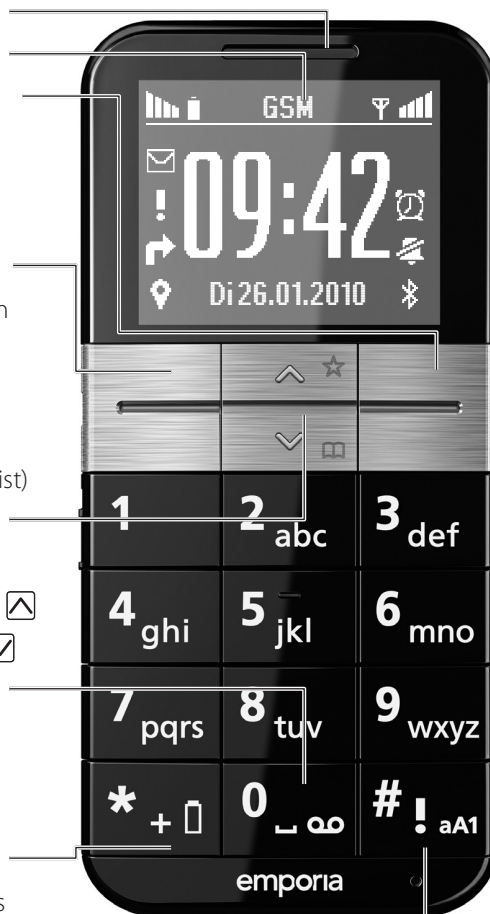 GSM
09:42
Di 26.01.2010
n
ist)
1
2 abc
3 def
4 ghi
5 jkl
6 mno
7 pqrs
8 tuv
9 wxyz
* +
0
# ! aA1
emporia
s